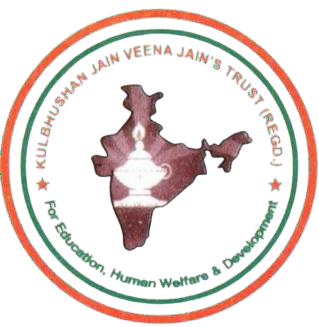 KULBHUSHAN JAIN VEENA JAIN'S TRUST (REGD.)
For Education, Human Welfare & Development